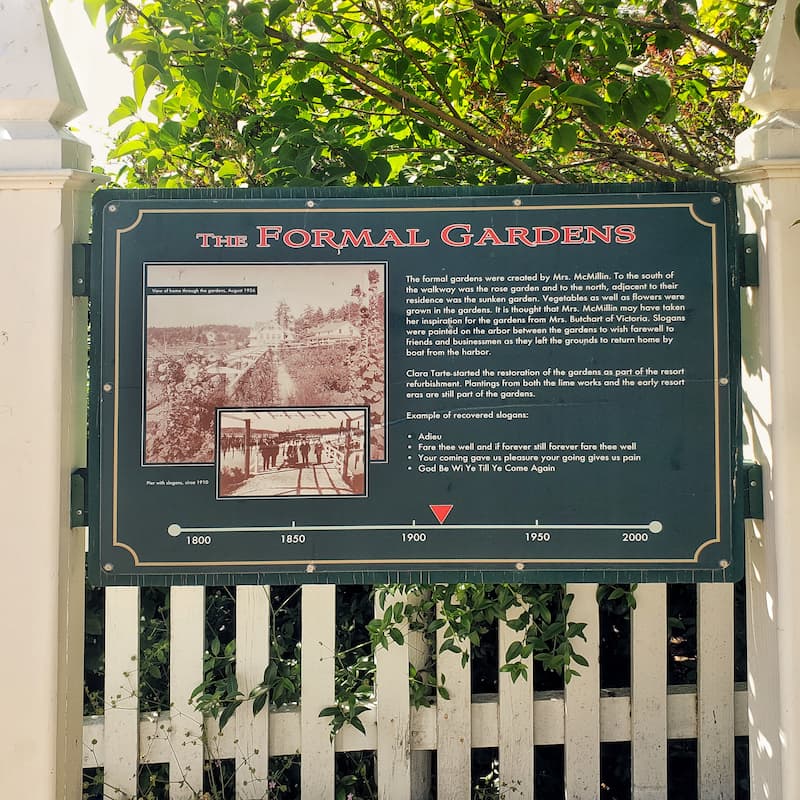 THE FORMAL GARDENS
View of home through the gardens, August 1926
The formal gardens were created by Mrs. McMillin. To the south of
the walkway was the rose garden and to the north, adjacent to their
residence was the sunken garden. Vegetables as well as flowers were
grown in the gardens. It is thought that Mrs. McMillin may have taken
her inspiration for the gardens from Mrs. Butchart of Victoria. Slogans
were painted on the arbor between the gardens to wish farewell to
friends and businessmen as they left the grounds to return home by
boat from the harbor.
Clara Tarte started the restoration of the gardens as part of the resort
refurbishment. Plantings from both the lime works and the early resort
eras are still part of the gardens.
Example of recovered slogans:
• Adieu
• Fare thee well and if forever still forever fare thee well
• Your coming gave us pleasure your going gives us pain
• God Be Wi Ye Till Ye Come Again
Pier with slogans, circa 1910
1800 1850 1900 1950 2000